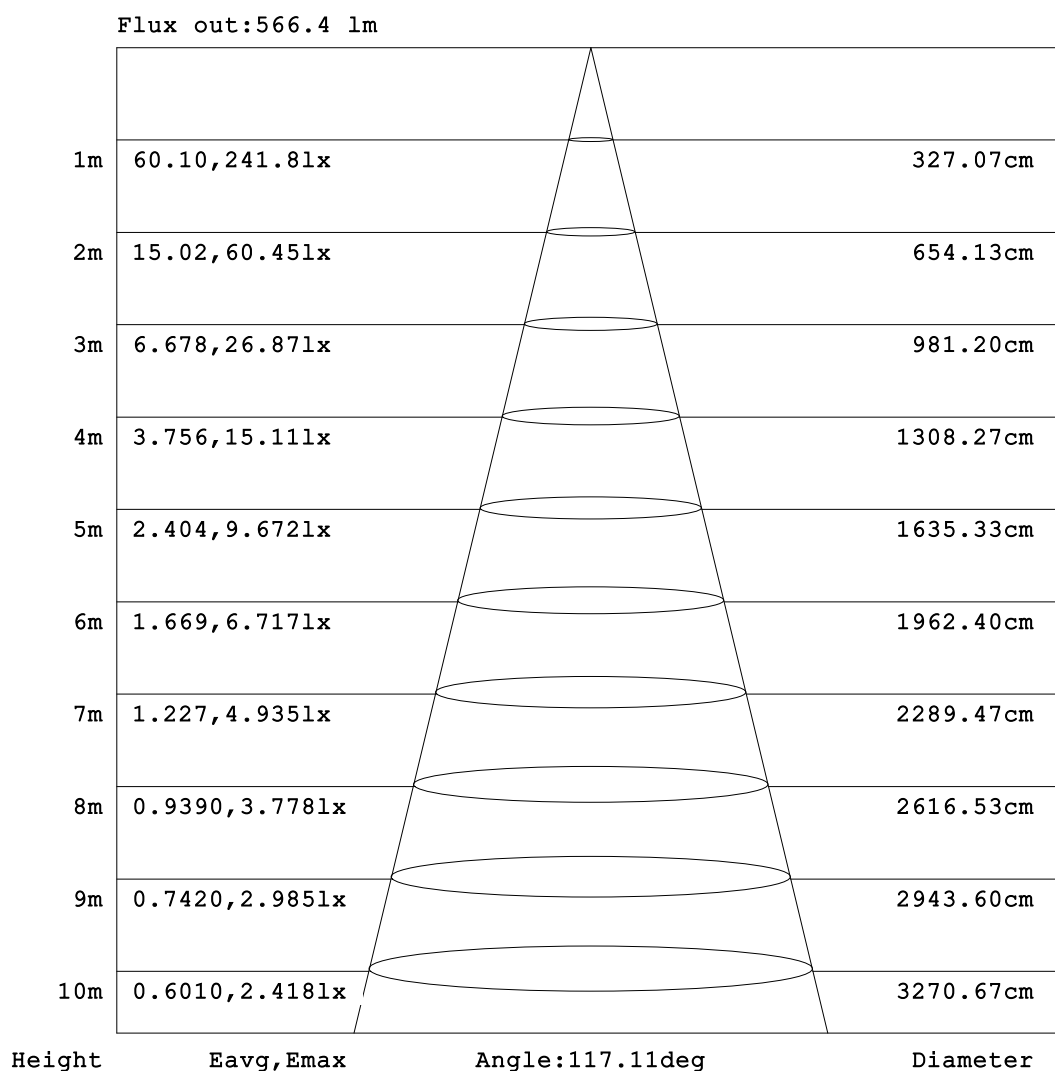 Flux out:566.4 lm
1m 60.10,241.8lx 327.07cm
2m 15.02,60.45lx 654.13cm
3m 6.678,26.87lx 981.20cm
4m 3.756,15.11lx 1308.27cm
5m 2.404,9.672lx 1635.33cm
6m 1.669,6.717lx 1962.40cm
7m 1.227,4.935lx 2289.47cm
8m 0.9390,3.778lx 2616.53cm
9m 0.7420,2.985lx 2943.60cm
10m 0.6010,2.418lx 3270.67cm
Height Eavg,Emax Angle:117.11deg Diameter